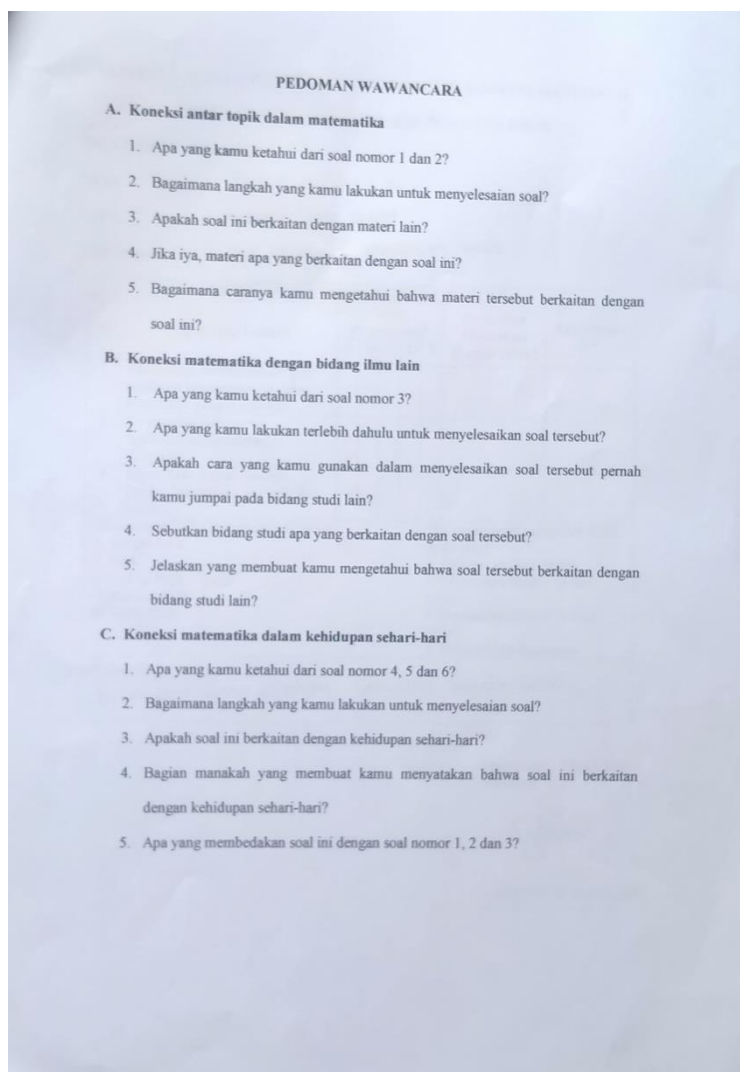 PEDOMAN WAWANCARA
A. Koneksi antar topik dalam matematika
1. Apa yang kamu ketahui dari soal nomor 1 dan 2?
2. Bagaimana langkah yang kamu lakukan untuk menyelesaian soal?
3. Apakah soal ini berkaitan dengan materi lain?
4. Jika iya, materi apa yang berkaitan dengan soal ini?
5. Bagaimana caranya kamu mengetahui bahwa materi tersebut berkaitan dengan
soal ini?
B. Koneksi matematika dengan bidang ilmu lain
1. Apa yang kamu ketahui dari soal nomor 3?
2. Apa yang kamu lakukan terlebih dahulu untuk menyelesaikan soal tersebut?
3. Apakah cara yang kamu gunakan dalam menyelesaikan soal tersebut pernah
kamu jumpai pada bidang studi lain?
4. Sebutkan bidang studi apa yang berkaitan dengan soal tersebut?
5. Jelaskan yang membuat kamu mengetahui bahwa soal tersebut berkaitan dengan
bidang studi lain?
C. Koneksi matematika dalam kehidupan sehari-hari
1. Apa yang kamu ketahui dari soal nomor 4, 5 dan 6?
2. Bagaimana langkah yang kamu lakukan untuk menyelesaian soal?
3. Apakah soal ini berkaitan dengan kehidupan sehari-hari?
4. Bagian manakah yang membuat kamu menyatakan bahwa soal ini berkaitan
dengan kehidupan sehari-hari?
5. Apa yang membedakan soal ini dengan soal nomor 1, 2 dan 3?